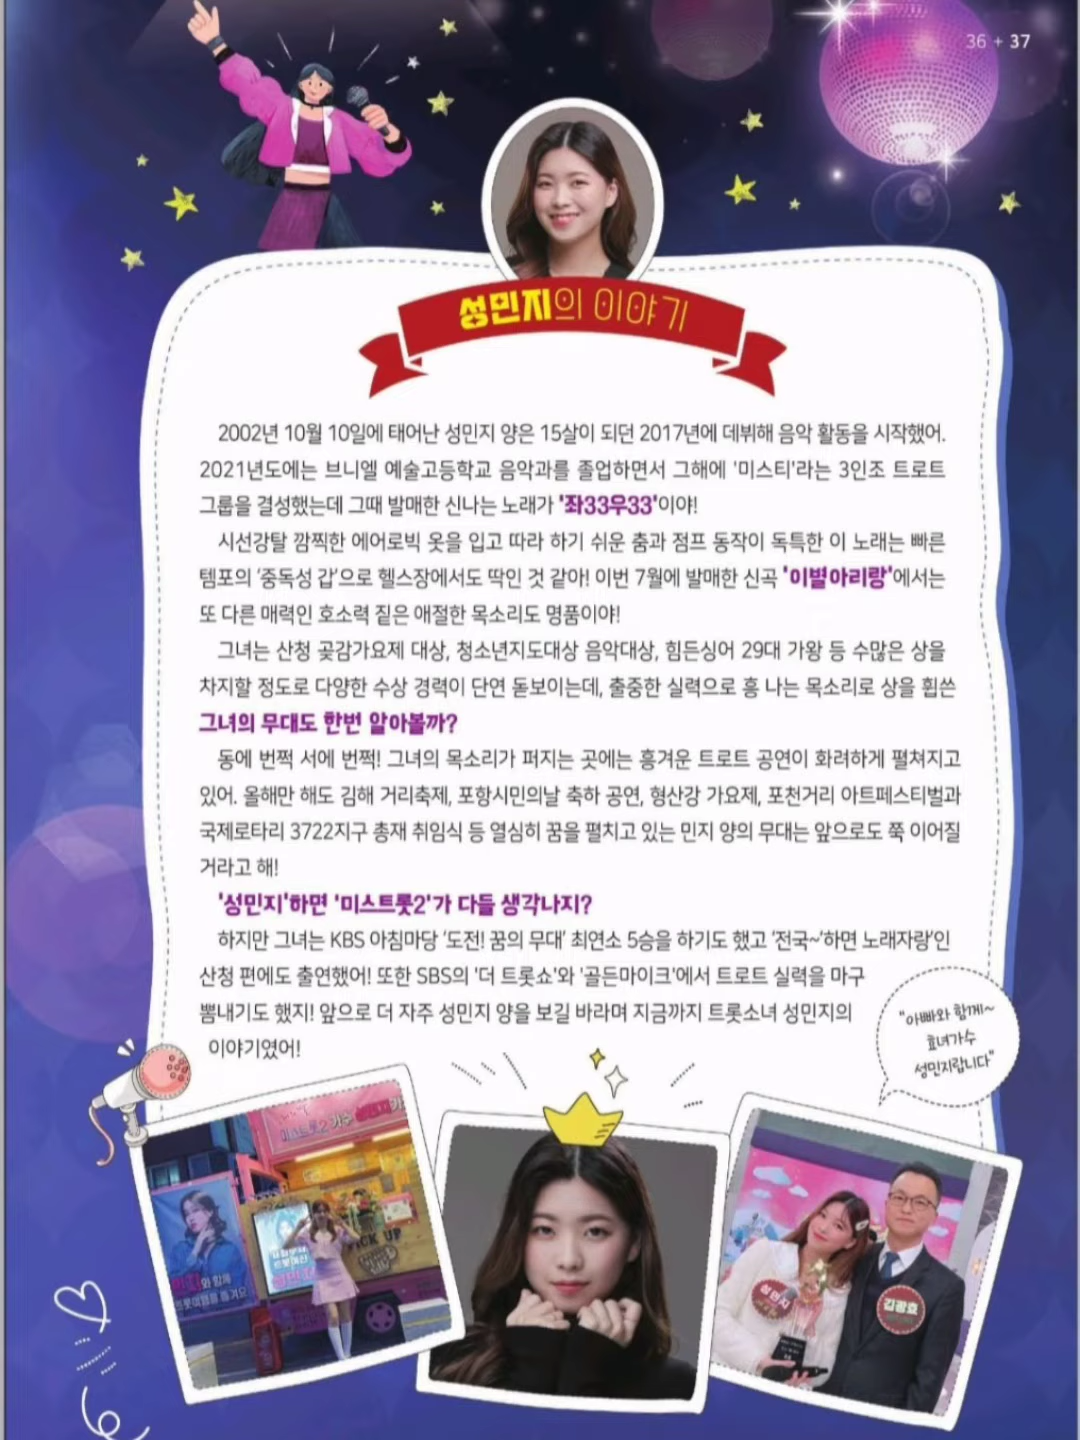 36 + 37
성민지의 이야기
2002년 10월 10일에 태어난 성민지 양은 15살이 되던 2017년에 데뷔해 음악 활동을 시작했어.
2021년도에는 브니엘 예술고등학교 음악과를 졸업하면서 그해에 '미스티'라는 3인조 트로트
그룹을 결성했는데 그때 발매한 신나는 노래가 '좌33우33'이야!
시선강탈 깜찍한 에어로빅 옷을 입고 따라 하기 쉬운 춤과 점프 동작이 독특한 이 노래는 빠른
템포의 '중독성 갑'으로 헬스장에서도 딱인 것 같아! 이번 7월에 발매한 신곡 '이별아리랑'에서는
또 다른 매력인 호소력 짙은 애절한 목소리도 명품이야!
그녀는 산청 곶감가요제 대상, 청소년지도대상 음악대상, 힘든싱어 29대 가왕 등 수많은 상을
차지할 정도로 다양한 수상 경력이 단연 돋보이는데, 출중한 실력으로 흥 나는 목소리로 상을 휩쓴
그녀의 무대도 한번 알아볼까?
동에 번쩍 서에 번쩍! 그녀의 목소리가 퍼지는 곳에는 흥겨운 트로트 공연이 화려하게 펼쳐지고
있어. 올해만 해도 김해 거리축제, 포항시민의날 축하 공연, 형산강 가요제, 포천거리 아트페스티벌과
국제로타리 3722지구 총재 취임식 등 열심히 꿈을 펼치고 있는 민지 양의 무대는 앞으로도 쭉 이어질
거라고 해!
'성민지'하면 '미스트롯2'가 다들 생각나지?
하지만 그녀는 KBS 아침마당 '도전! 꿈의 무대' 최연소 5승을 하기도 했고 '전국~'하면 노래자랑'인
산청 편에도 출연했어! 또한 SBS의 '더 트롯쇼'와 '골든마이크'에서 트로트 실력을 마구
뽐내기도 했지! 앞으로 더 자주 성민지 양을 보길 바라며 지금까지 트롯소녀 성민지의
이야기였어!
"아빠와 함께~
효녀가수
성민지랍니다"
미스트롯2 가수 성민지
와 함께
PICK UP
성민지
김광호